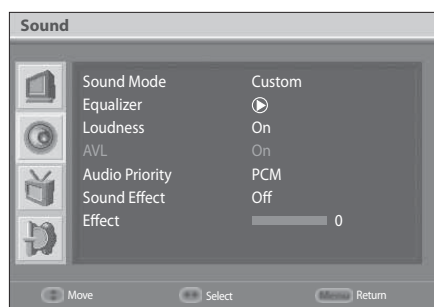 Sound
Sound Mode Custom
Equalizer
Loudness On
AVL On
Audio Priority PCM
Sound Effect Off
Effect 0
Move Select Menu Return